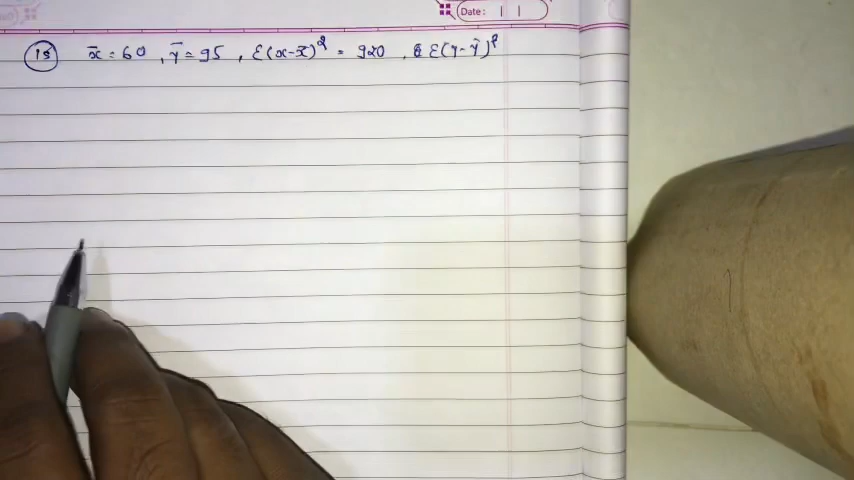 Date: | |
15 x̄ = 60 , ȳ = 95 , Σ(x-x̄)² = 920 , Σ(y-ȳ)²